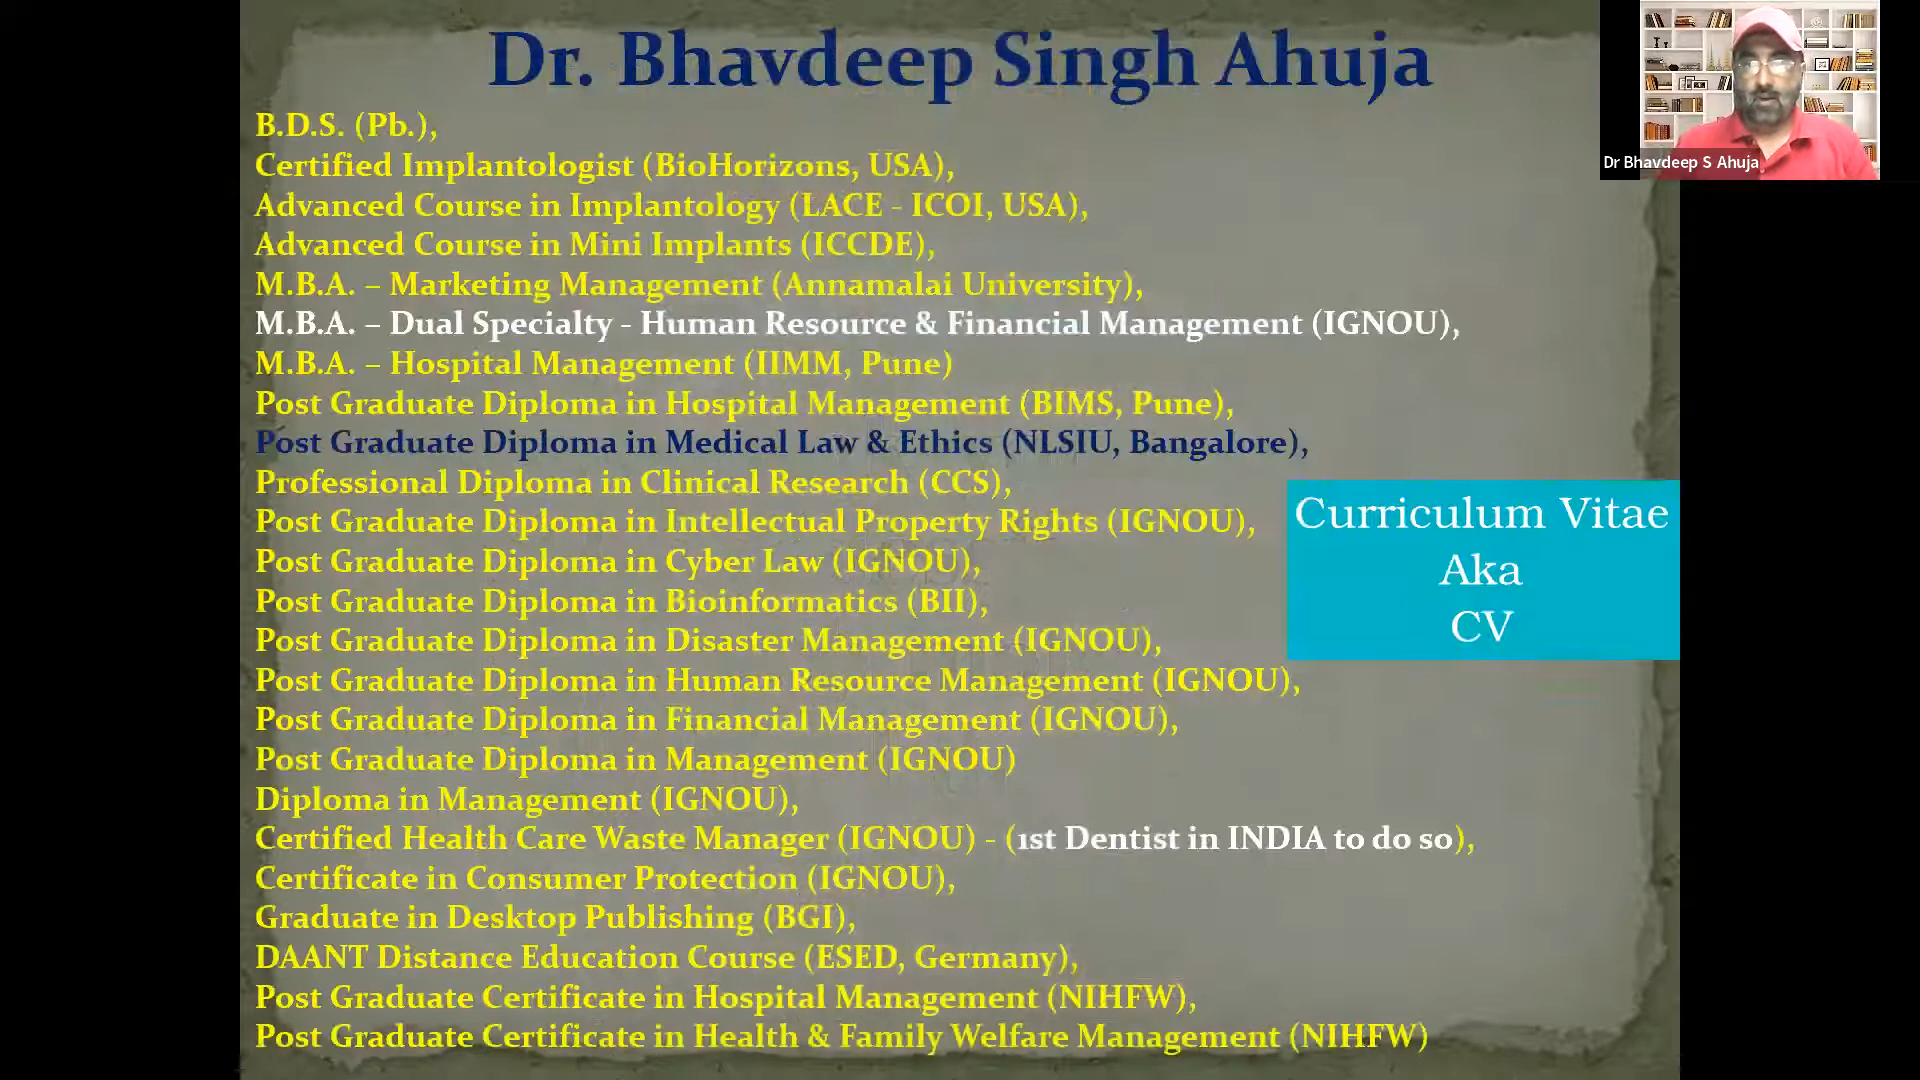 Dr. Bhavdeep Singh Ahuja
B.D.S. (Pb.),
Certified Implantologist (BioHorizons, USA),
Advanced Course in Implantology (LACE - ICOI, USA),
Advanced Course in Mini Implants (ICCDE),
M.B.A. – Marketing Management (Annamalai University),
M.B.A. – Dual Specialty - Human Resource & Financial Management (IGNOU),
M.B.A. – Hospital Management (IIMM, Pune)
Post Graduate Diploma in Hospital Management (BIMS, Pune),
Post Graduate Diploma in Medical Law & Ethics (NLSIU, Bangalore),
Professional Diploma in Clinical Research (CCS),
Post Graduate Diploma in Intellectual Property Rights (IGNOU),
Post Graduate Diploma in Cyber Law (IGNOU),
Post Graduate Diploma in Bioinformatics (BII),
Post Graduate Diploma in Disaster Management (IGNOU),
Post Graduate Diploma in Human Resource Management (IGNOU),
Post Graduate Diploma in Financial Management (IGNOU),
Post Graduate Diploma in Management (IGNOU)
Diploma in Management (IGNOU),
Certified Health Care Waste Manager (IGNOU) - (1st Dentist in INDIA to do so),
Certificate in Consumer Protection (IGNOU),
Graduate in Desktop Publishing (BGI),
DAANT Distance Education Course (ESED, Germany),
Post Graduate Certificate in Hospital Management (NIHFW),
Post Graduate Certificate in Health & Family Welfare Management (NIHFW)
Curriculum Vitae
Aka
CV
Dr Bhavdeep S Ahuja